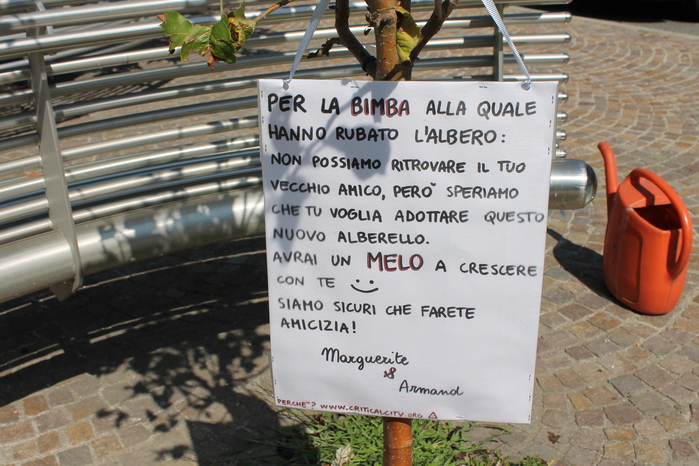 PER LA BIMBA ALLA QUALE
HANNO RUBATO L'ALBERO:
NON POSSIAMO RITROVARE IL TUO
VECCHIO AMICO, PERO' SPERIAMO
CHE TU VOGLIA ADOTTARE QUESTO
NUOVO ALBERELLO.
AVRAI UN MELO A CRESCERE
CON TE
SIAMO SICURI CHE FARETE
AMICIZIA!
Marguerite
&
Armand
PERCHE'? WWW.CRITICALCITY.ORG